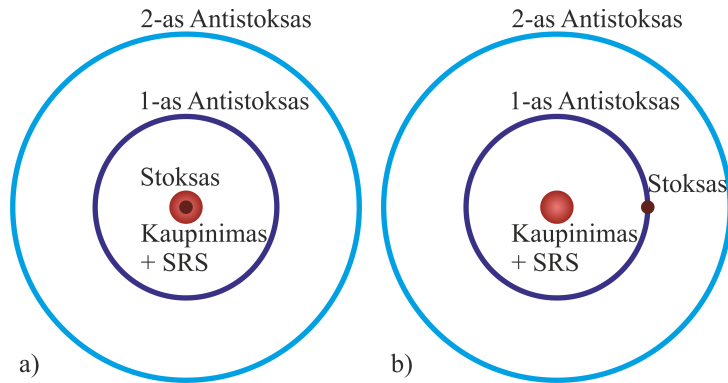 2-as Antistoksas
1-as Antistoksas
Stoksas
Kaupinimas
+ SRS
a)
2-as Antistoksas
1-as Antistoksas
Stoksas
Kaupinimas
+ SRS
b)